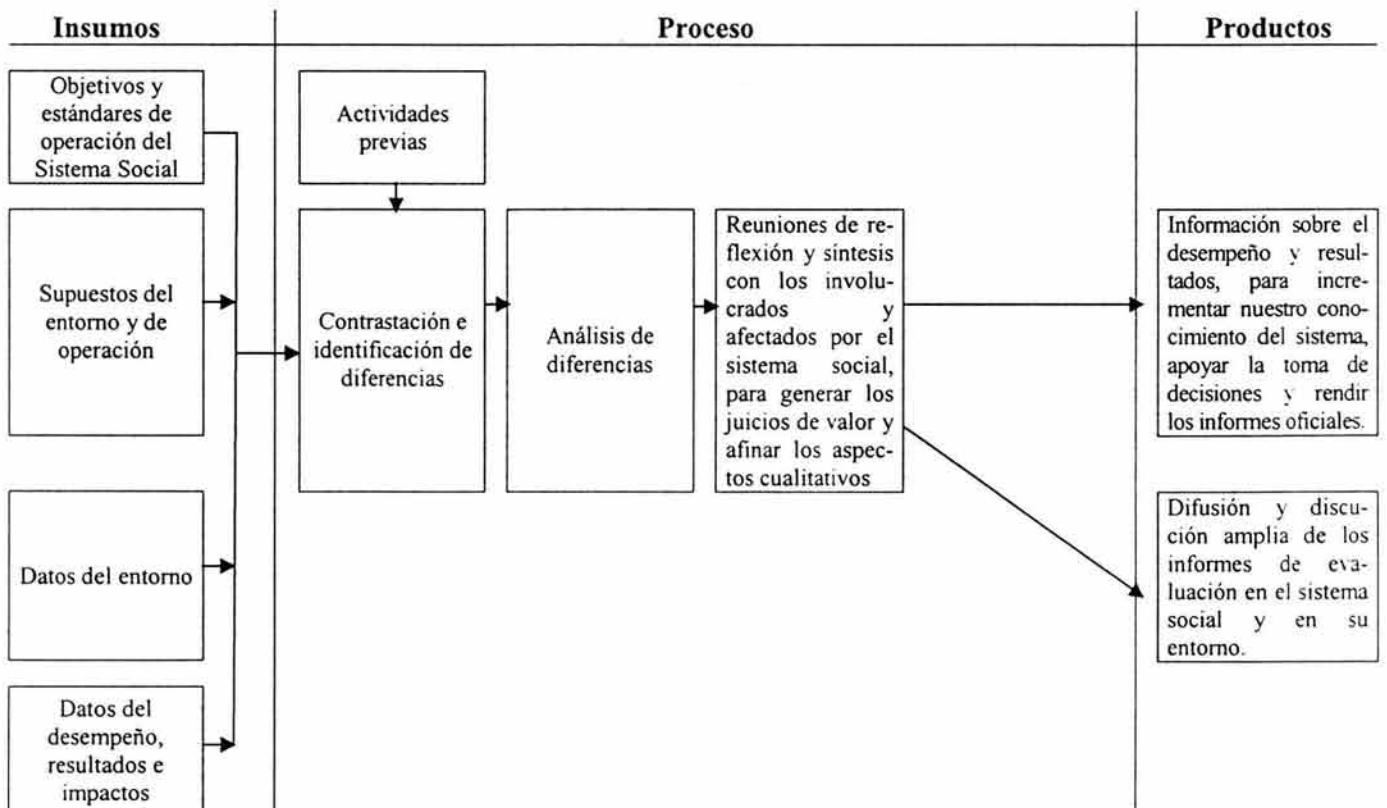 Insumos
Proceso
Productos
Objetivos y
estándares de
operación del
Sistema Social
Supuestos del
entorno y de
operación
Datos del entorno
Datos del
desempeño,
resultados e
impactos
Actividades
previas
Contrastación e
identificación de
diferencias
Análisis de
diferencias
Reuniones de re-
flexión y síntesis
con los involu-
crados y
afectados por el
sistema social,
para generar los
juicios de valor y
afinar los aspec-
tos cualitativos
Información sobre el
desempeño y resul-
tados, para incre-
mentar nuestro cono-
cimiento del sistema,
apoyar la toma de
decisiones y rendir
los informes oficiales.
Difusión y discu-
ción amplia de los
informes de eva-
luación en el sistema
social y en su
entorno.